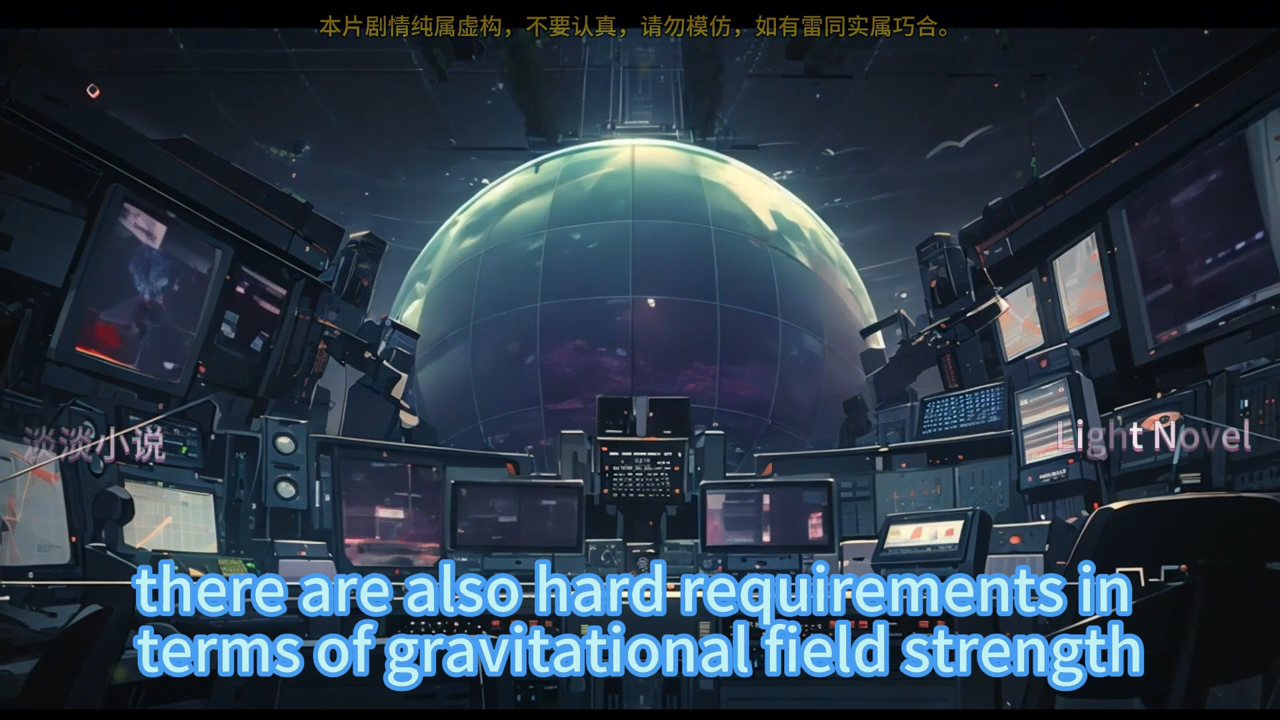 本片剧情纯属虚构，不要认真，请勿模仿，如有雷同实属巧合。
淡淡小说
Light Novel
there are also hard requirements in
terms of gravitational field strength